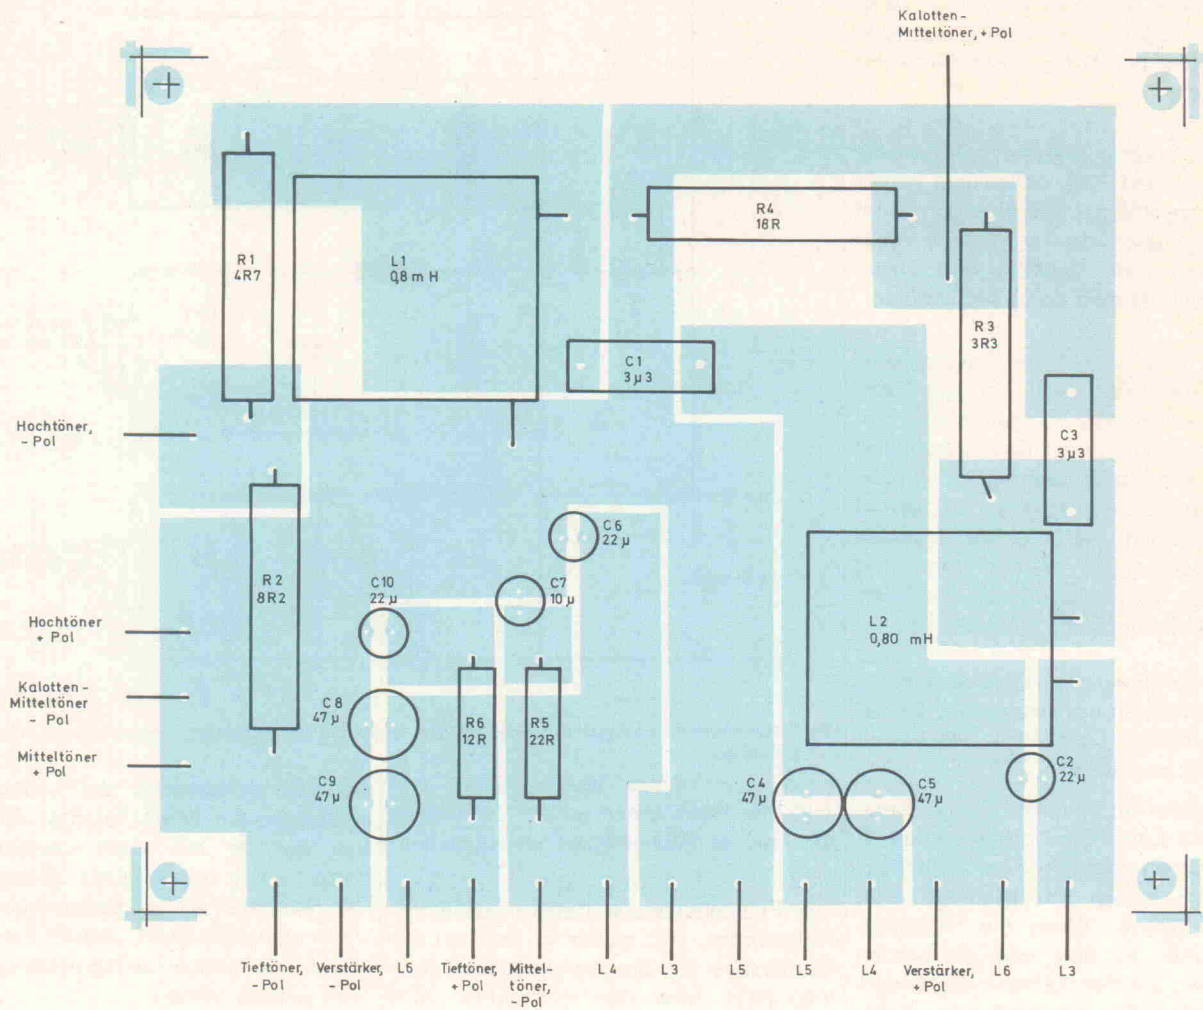 Kalotten-
Mitteltöner, + Pol
R1
4R7
L1
0,8 mH
R4
18R
R3
3R3
C1
3µ3
C3
3µ3
Hochtöner,
- Pol
C6
22µ
R2
8R2
C10
22µ
C7
10µ
Hochtöner
+ Pol
L2
0,80 mH
Kalotten-
Mitteltöner
- Pol
C8
47µ
R6
12R
R5
22R
Mitteltöner
+ Pol
C9
47µ
C4
47µ
C5
47µ
C2
22µ
Tieftöner,
- Pol
Verstärker,
- Pol
L6
Tieftöner,
+ Pol
Mittel-
töner,
- Pol
L4
L3
L5
L5
L4
Verstärker,
+ Pol
L6
L3